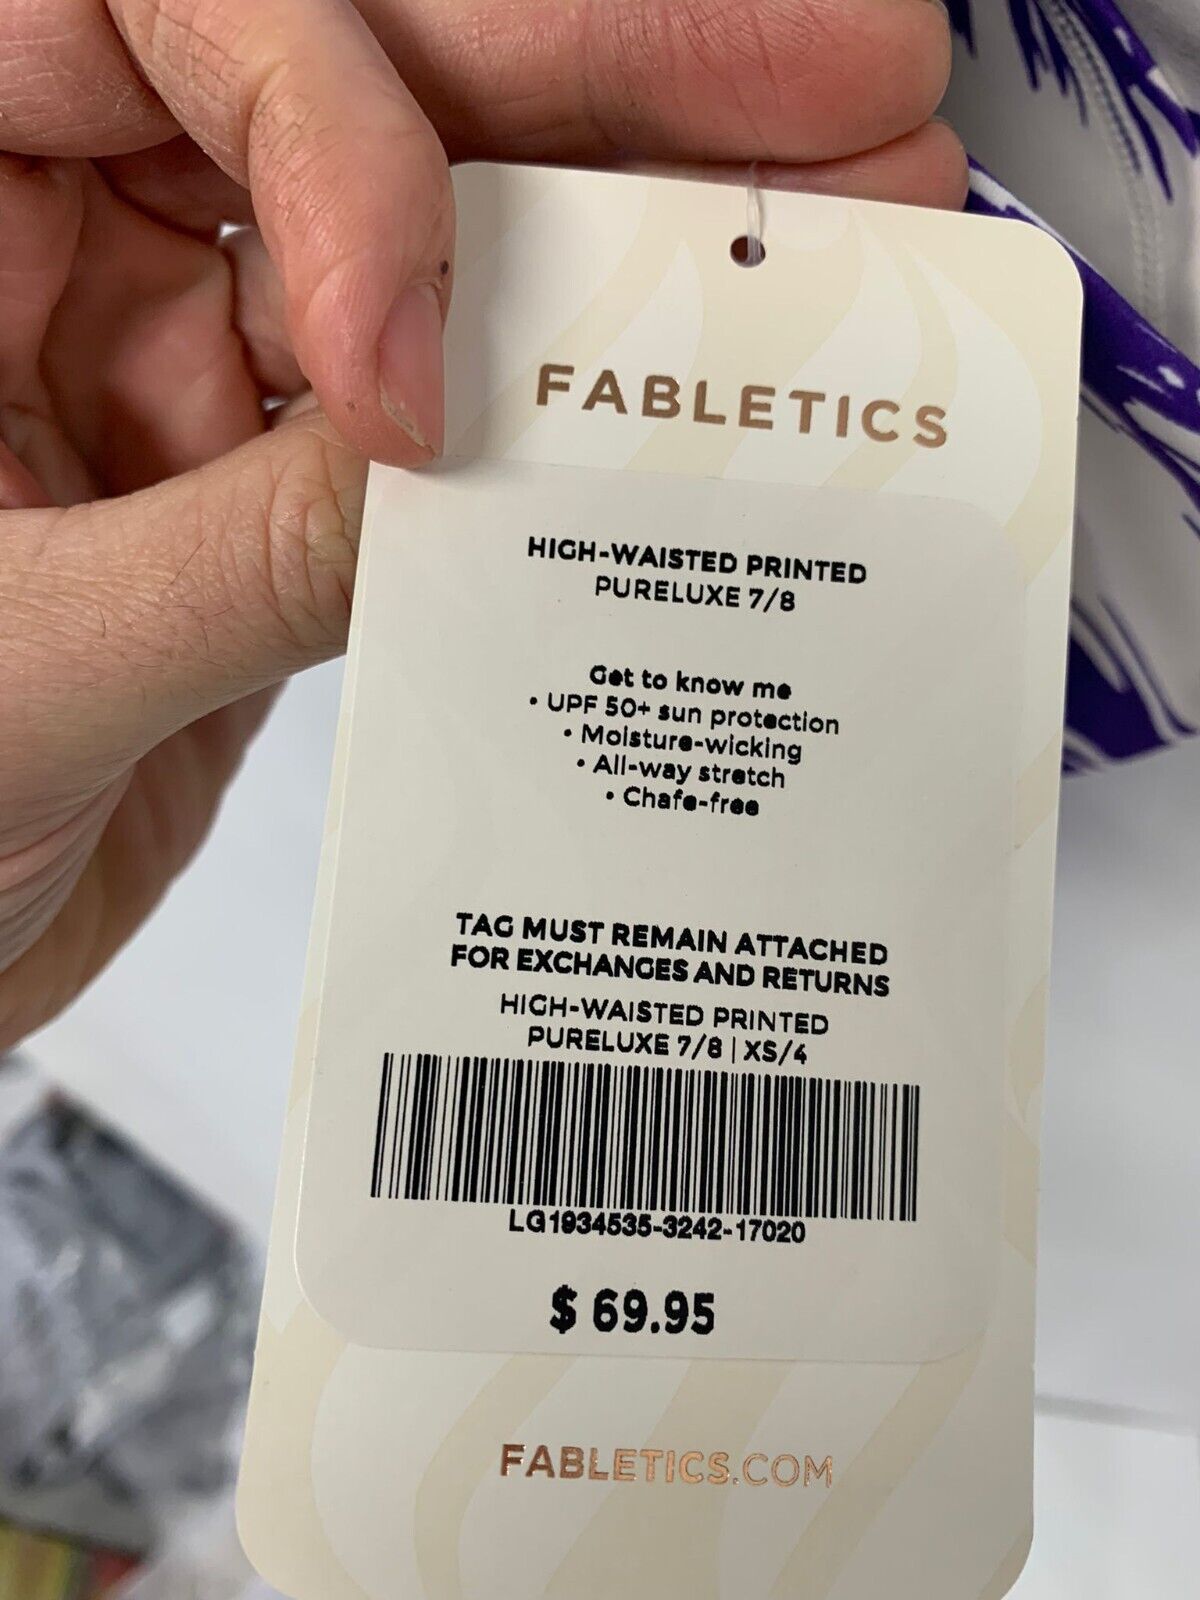 FABLETICS
HIGH-WAISTED PRINTED
PURELUXE 7/8
Get to know me
• UPF 50+ sun protection
• Moisture-wicking
• All-way stretch
• Chafe-free
TAG MUST REMAIN ATTACHED
FOR EXCHANGES AND RETURNS
HIGH-WAISTED PRINTED
PURELUXE 7/8 | XS/4
LG1934535-3242-17020
$ 69.95
FABLETICS.COM